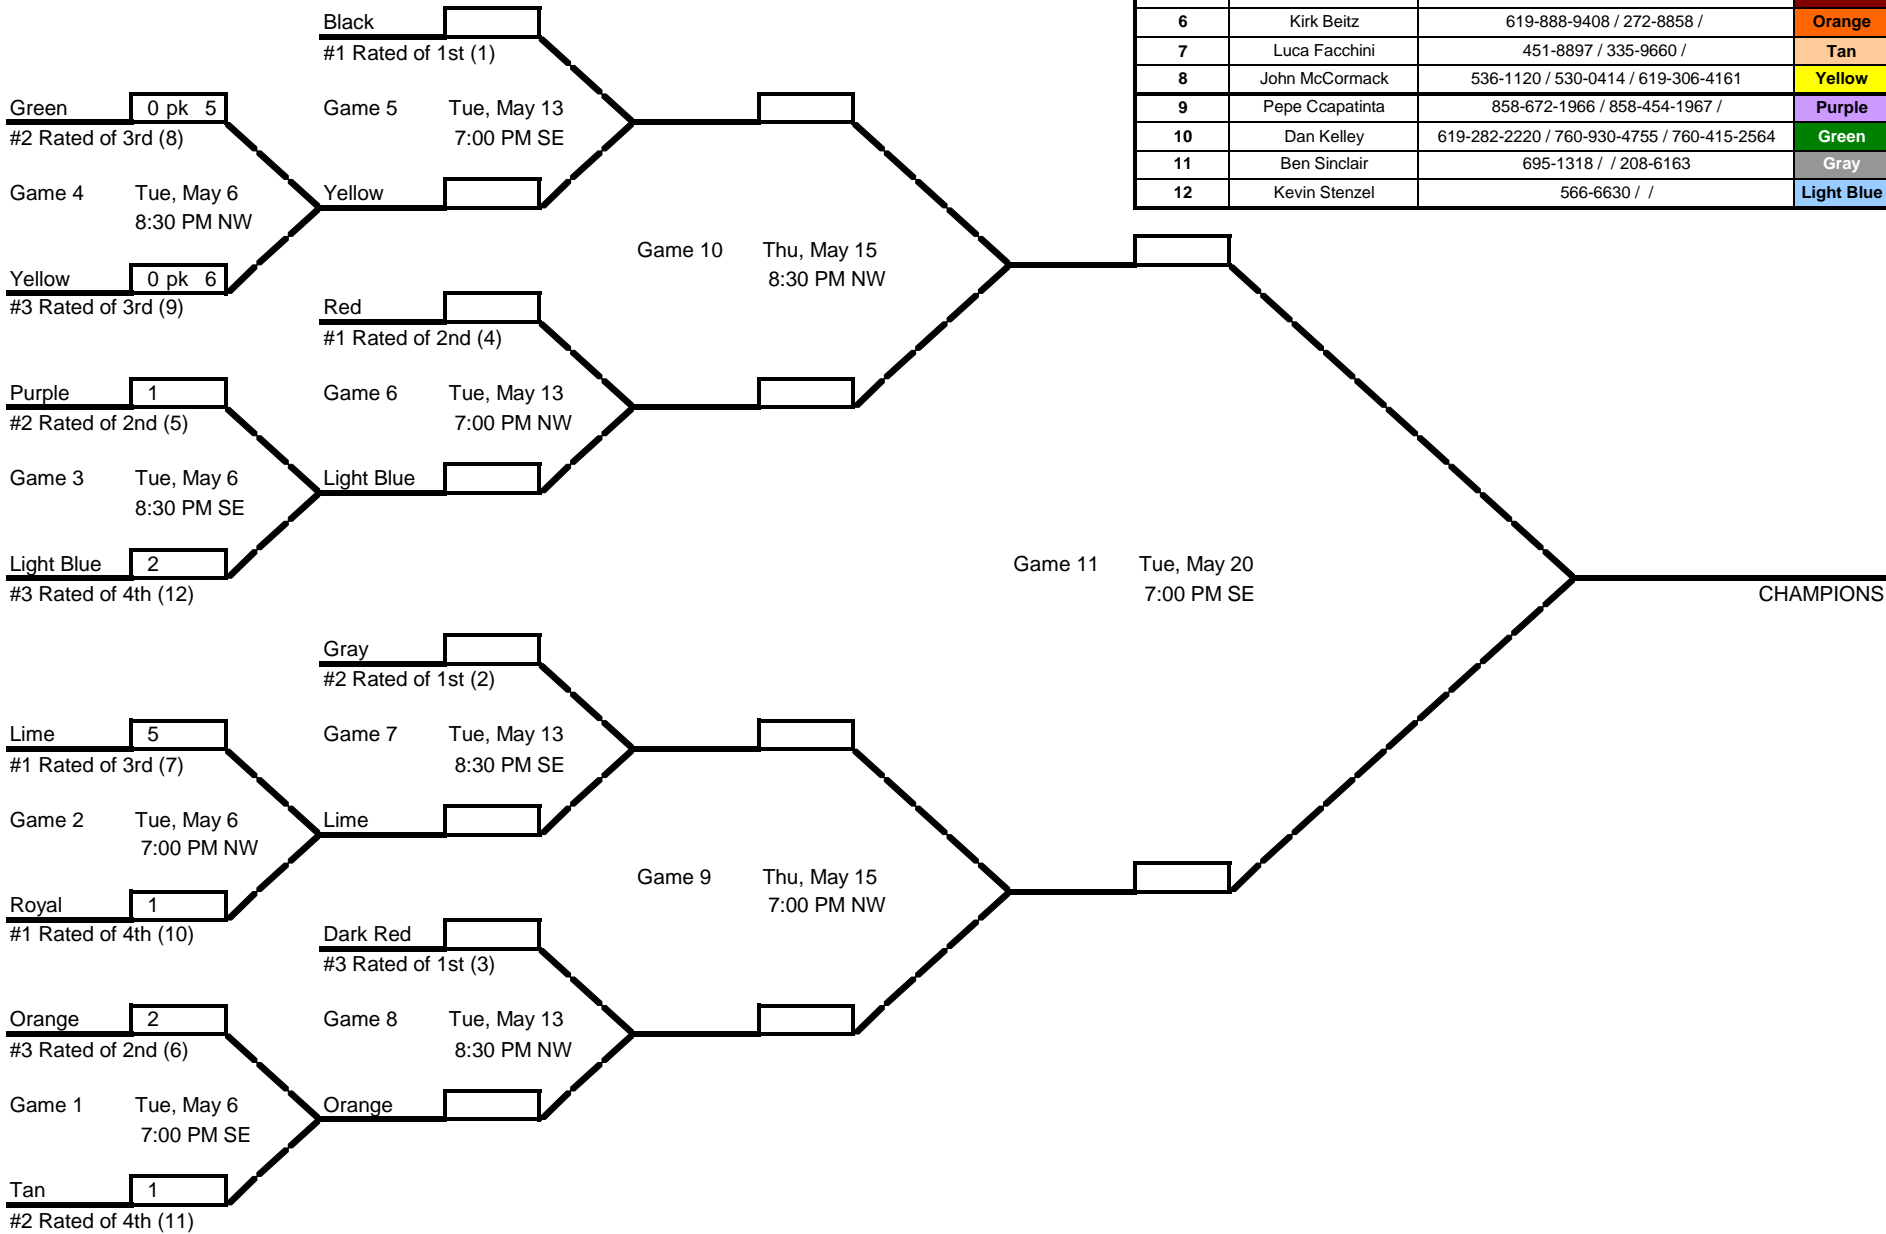 6 Kirk Beitz 619-888-9408 / 272-8858 / Orange
7 Luca Facchini 451-8897 / 335-9660 / Tan
8 John McCormack 536-1120 / 530-0414 / 619-306-4161 Yellow
9 Pepe Ccapatinta 858-672-1966 / 858-454-1967 / Purple
10 Dan Kelley 619-282-2220 / 760-930-4755 / 760-415-2564 Green
11 Ben Sinclair 695-1318 / / 208-6163 Gray
12 Kevin Stenzel 566-6630 / / Light Blue
Black
#1 Rated of 1st (1)
Green 0 pk 5
#2 Rated of 3rd (8)
Game 5 Tue, May 13
7:00 PM SE
Game 4 Tue, May 6
8:30 PM NW
Yellow
Game 10 Thu, May 15
8:30 PM NW
Yellow 0 pk 6
#3 Rated of 3rd (9)
Red
#1 Rated of 2nd (4)
Purple 1
#2 Rated of 2nd (5)
Game 6 Tue, May 13
7:00 PM NW
Game 3 Tue, May 6
8:30 PM SE
Light Blue
Light Blue 2
#3 Rated of 4th (12)
Game 11 Tue, May 20
7:00 PM SE
CHAMPIONS
Gray
#2 Rated of 1st (2)
Lime 5
#1 Rated of 3rd (7)
Game 7 Tue, May 13
8:30 PM SE
Game 2 Tue, May 6
7:00 PM NW
Lime
Game 9 Thu, May 15
7:00 PM NW
Royal 1
#1 Rated of 4th (10)
Dark Red
#3 Rated of 1st (3)
Orange 2
#3 Rated of 2nd (6)
Game 8 Tue, May 13
8:30 PM NW
Game 1 Tue, May 6
7:00 PM SE
Orange
Tan 1
#2 Rated of 4th (11)